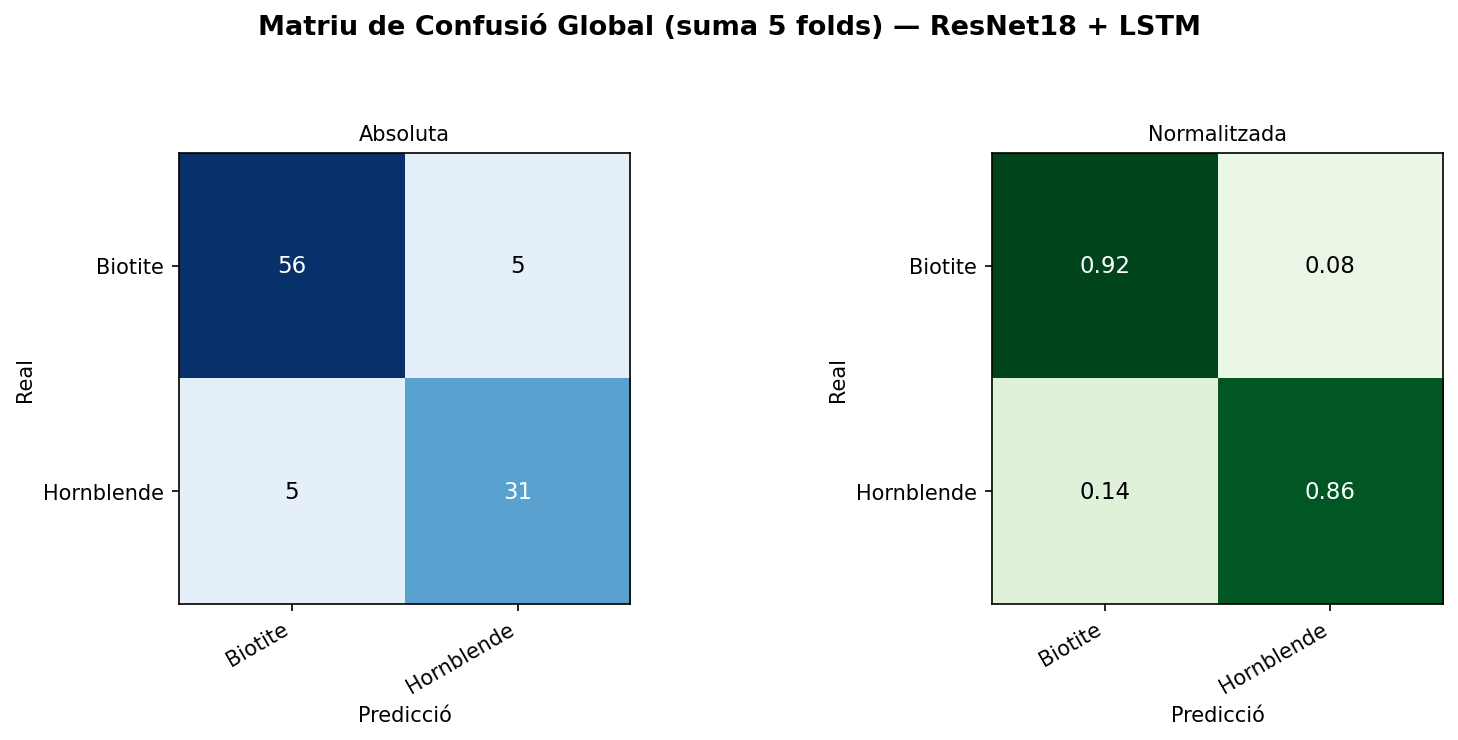 Matriu de Confusió Global (suma 5 folds) — ResNet18 + LSTM
Absoluta
Biotite
56
5
Real
Hornblende
5
31
Biotite
Hornblende
Predicció
Normalitzada
Biotite
0.92
0.08
Real
Hornblende
0.14
0.86
Biotite
Hornblende
Predicció